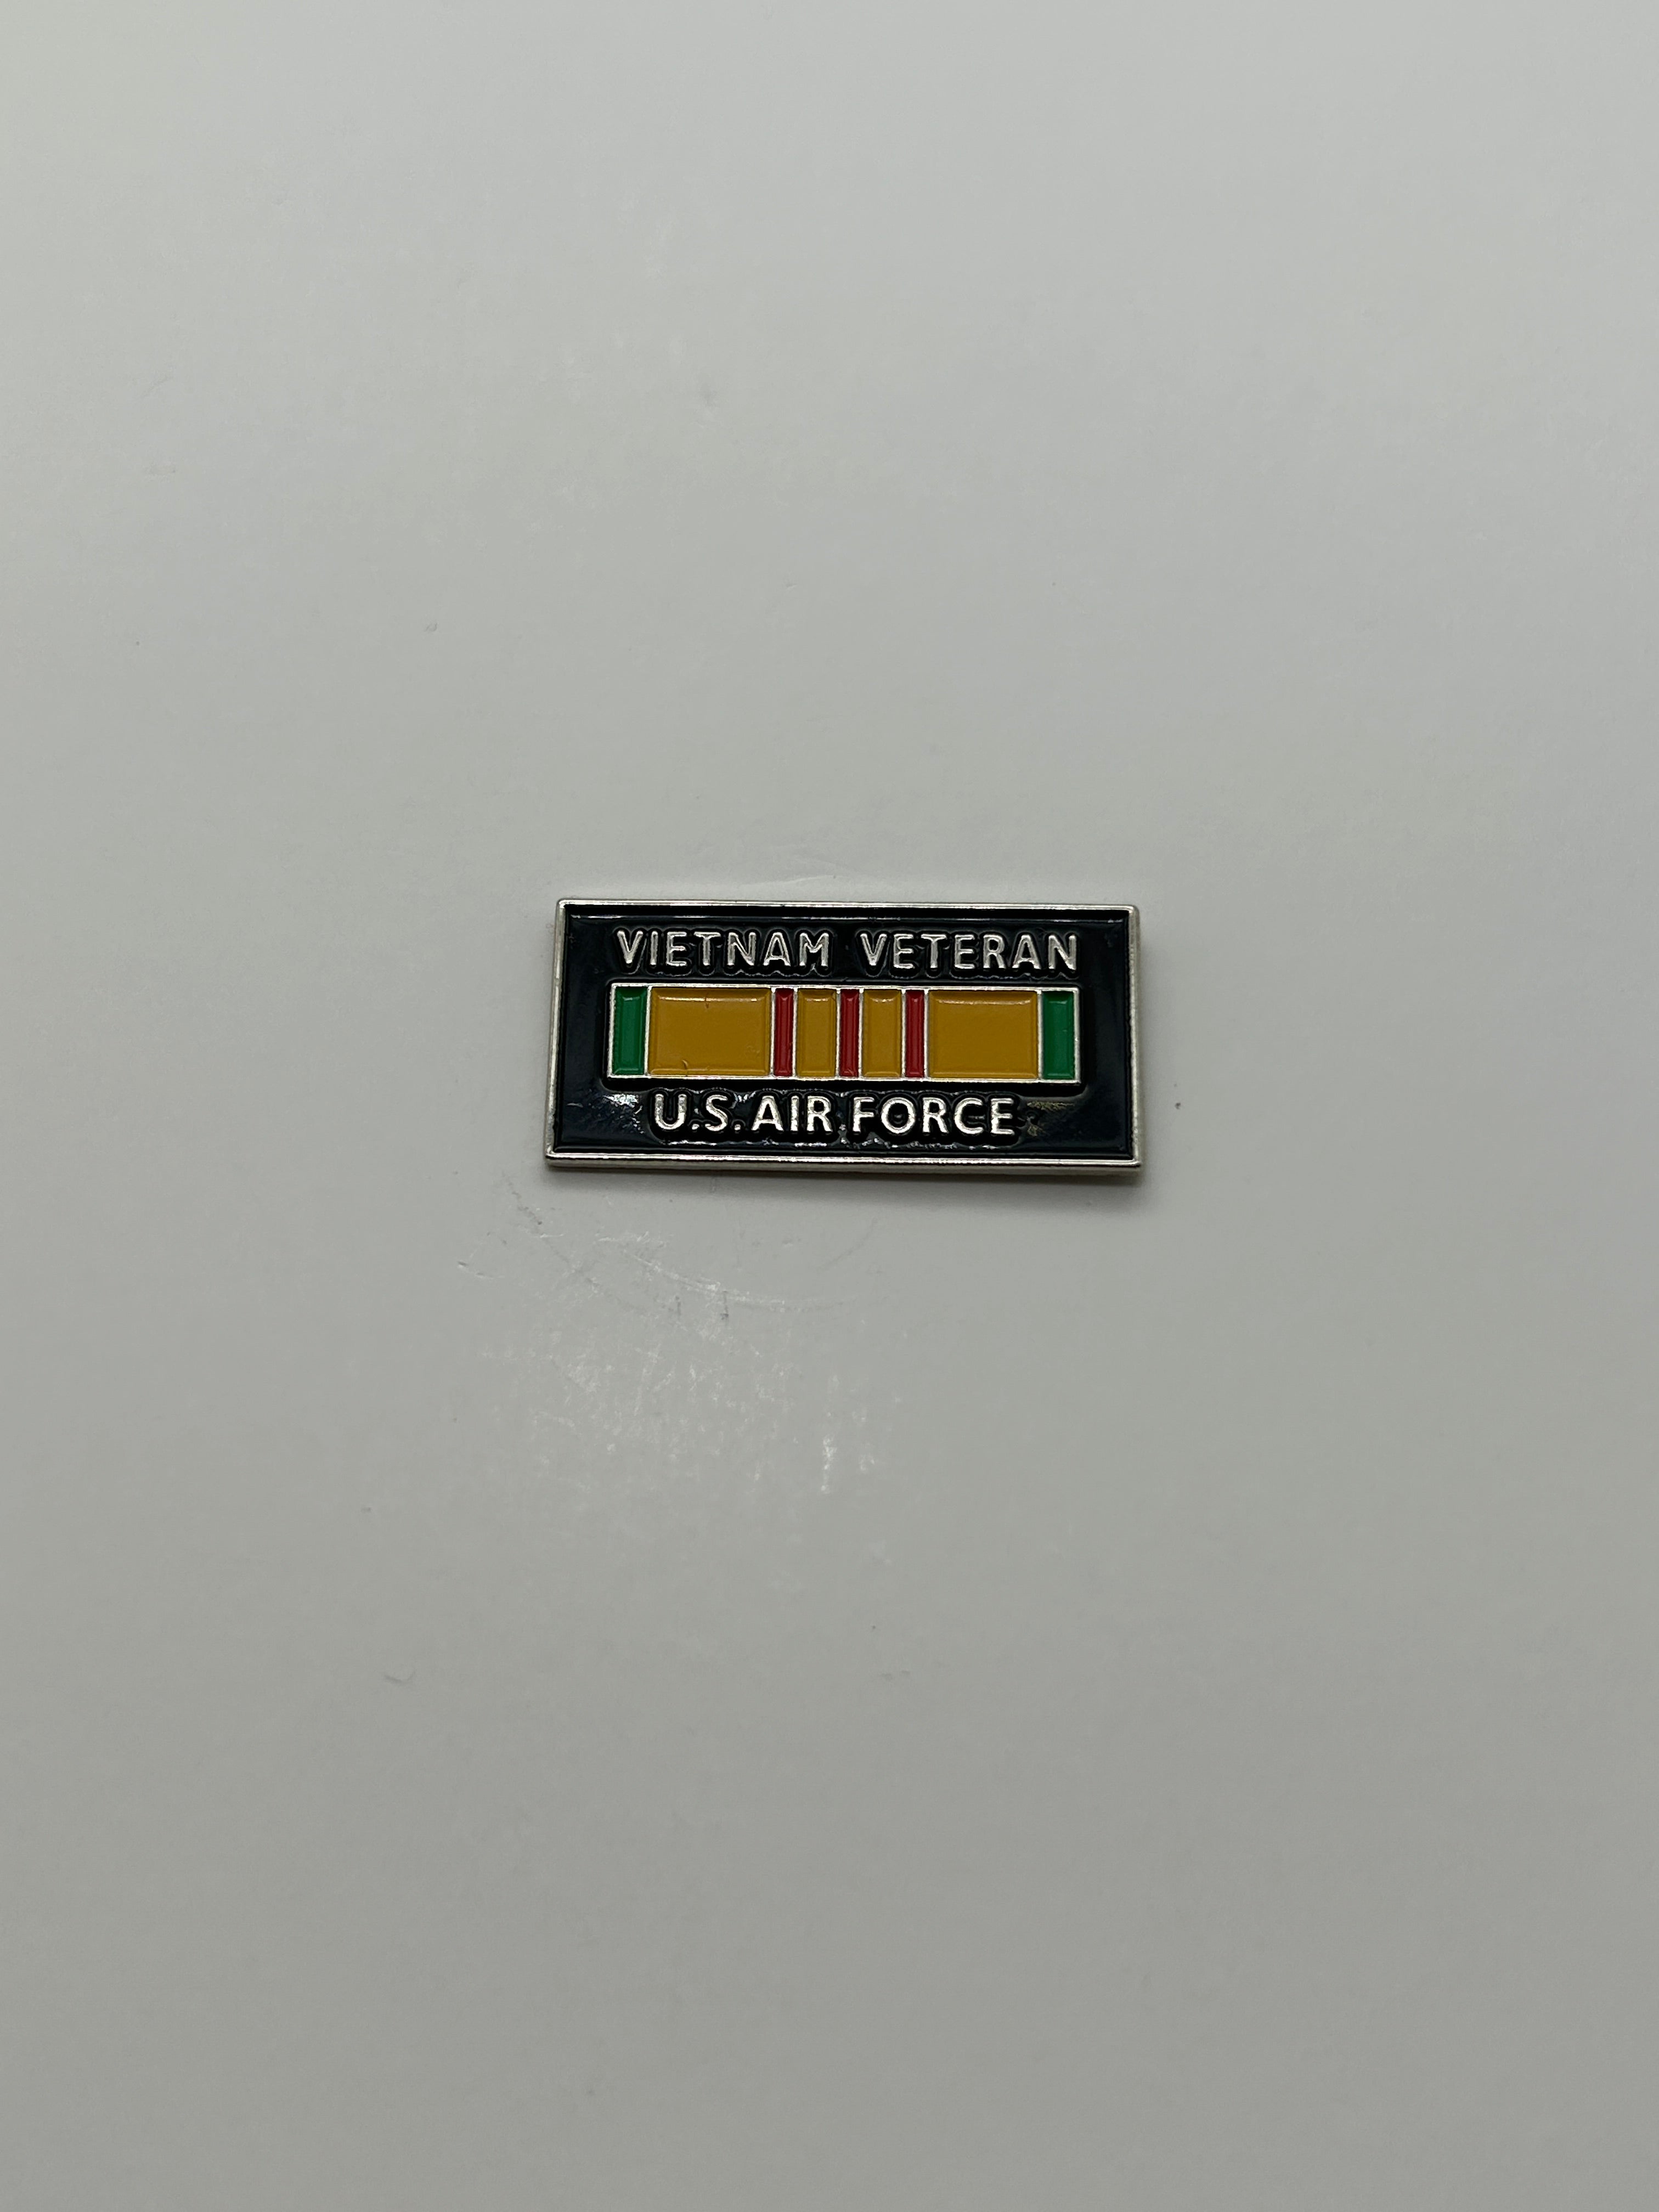 VIETNAM VETERAN
U.S. AIR FORCE